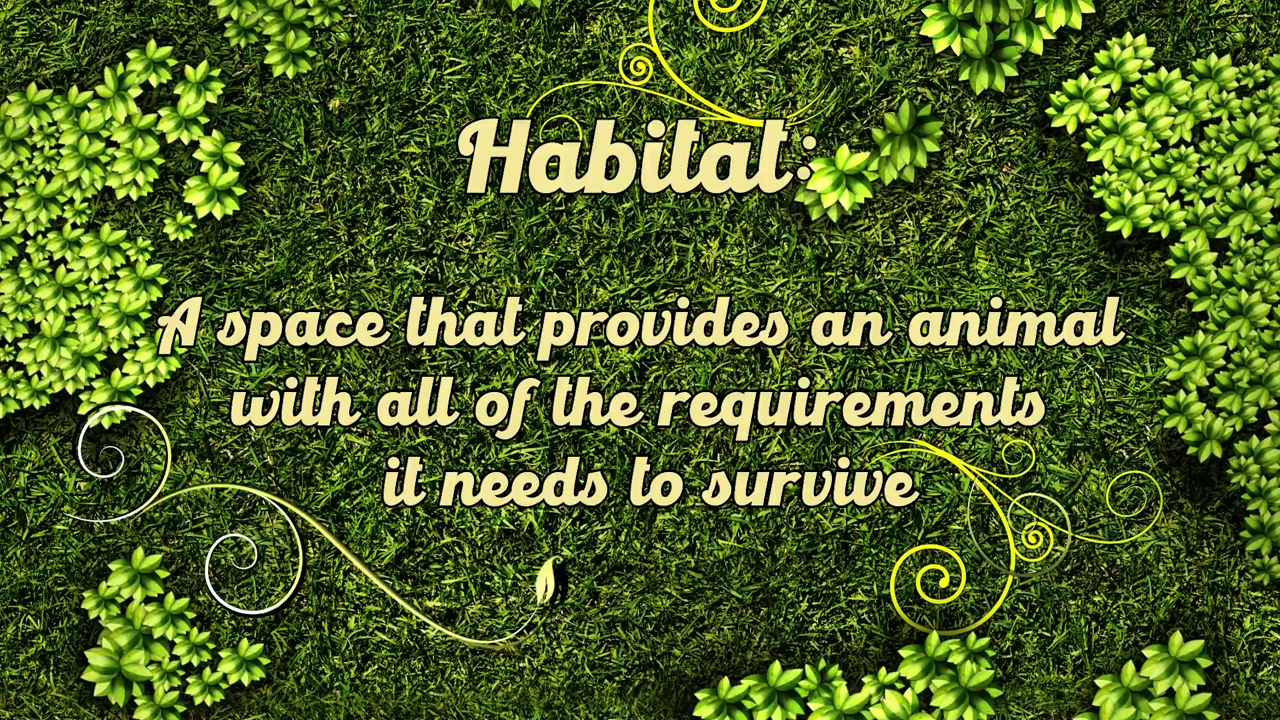 Habitat:
A space that provides an animal
with all of the requirements
it needs to survive